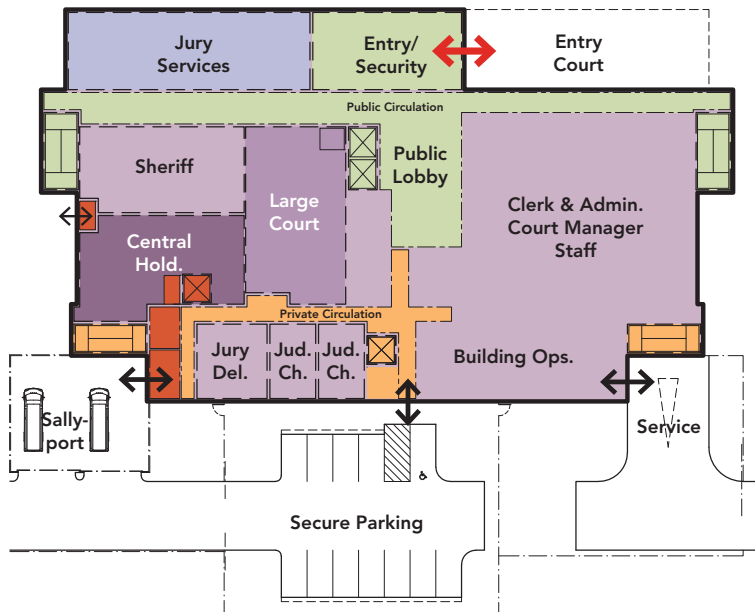 Jury
Services
Entry/
Security
Entry
Court
Public Circulation
Sheriff
Public
Lobby
Large
Court
Clerk & Admin.
Court Manager
Staff
Central
Hold.
Private Circulation
Jury
Del.
Jud.
Ch.
Jud.
Ch.
Building Ops.
Sally-
port
Service
Secure Parking